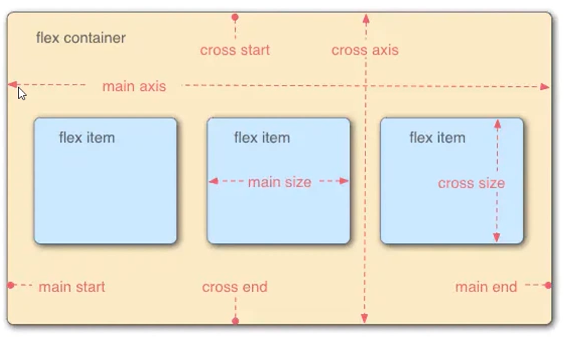 flex container
cross start
cross axis
main axis
flex item
flex item
flex item
main size
cross size
main start
cross end
main end